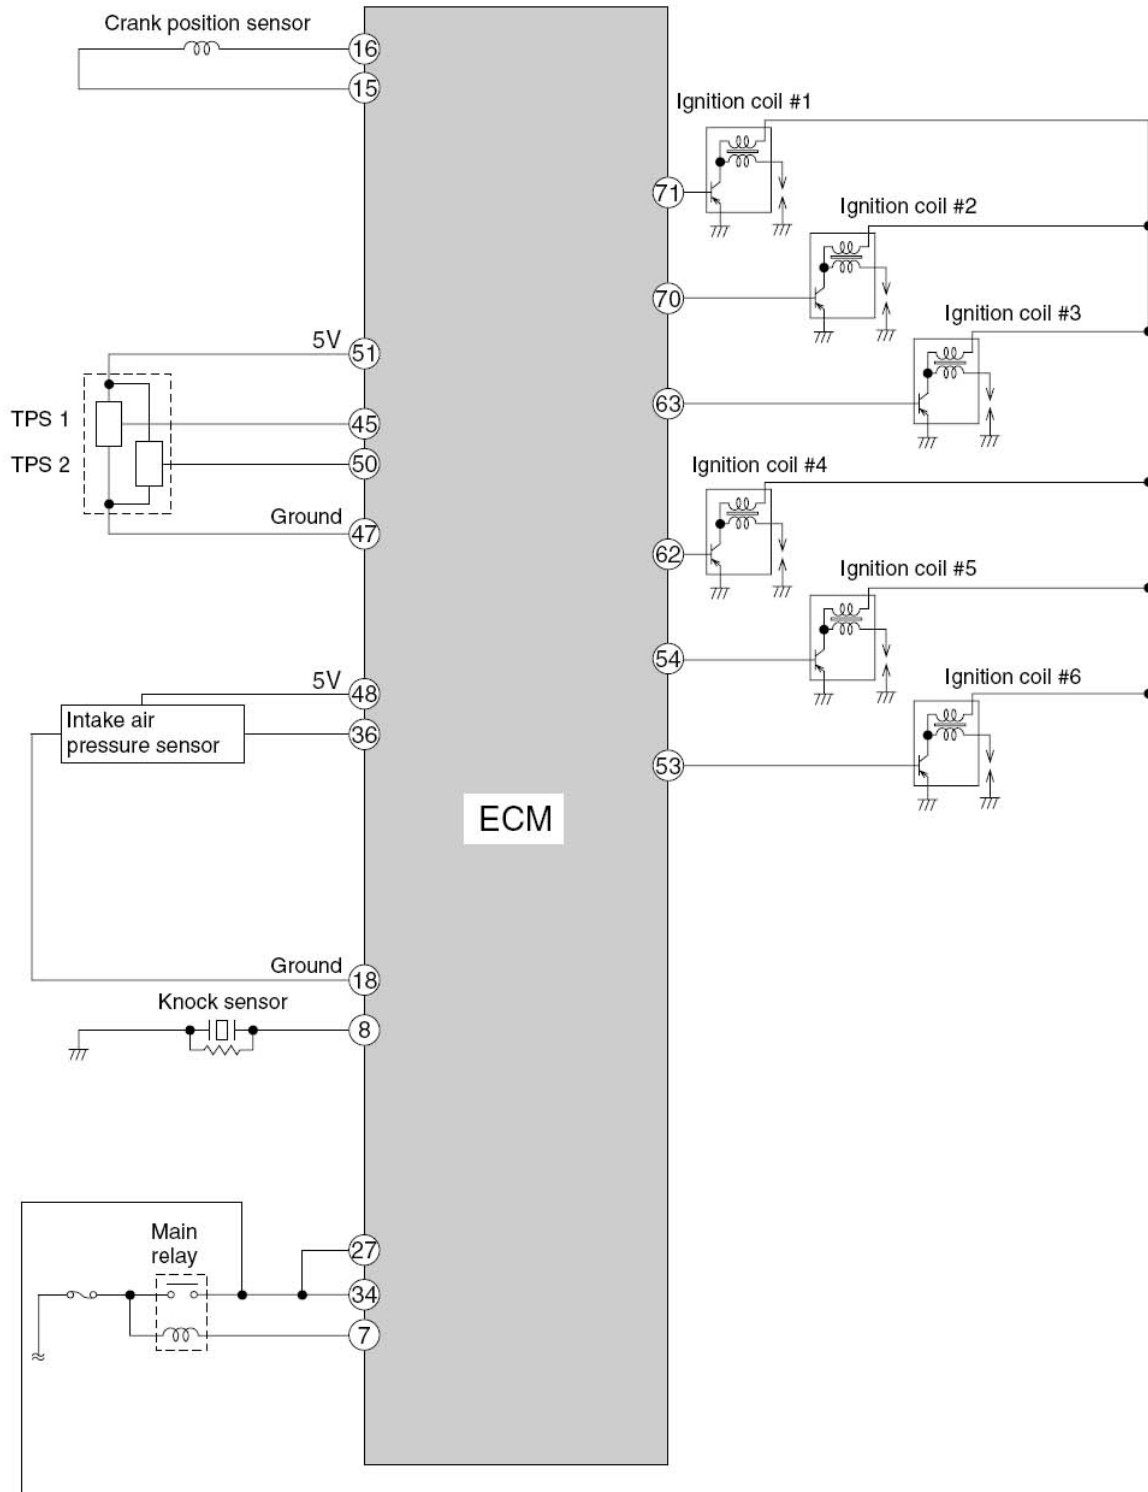 Crank position sensor
16
15
Ignition coil #1
71
Ignition coil #2
70
Ignition coil #3
63
5V
51
TPS 1
45
TPS 2
50
Ground
47
Ignition coil #4
62
Ignition coil #5
54
Ignition coil #6
53
5V
48
Intake air
pressure sensor
36
ECM
Ground
18
Knock sensor
8
Main
relay
27
34
7